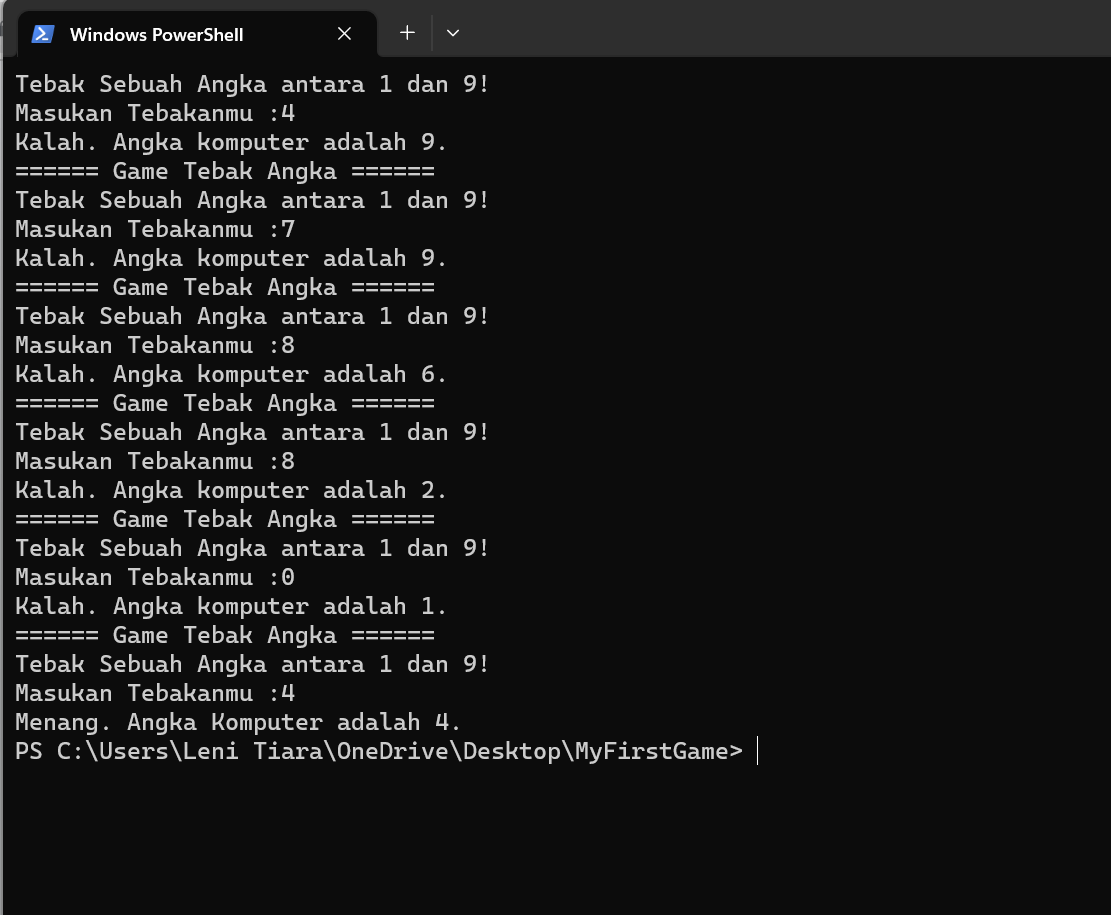 Windows PowerShell
Tebak Sebuah Angka antara 1 dan 9!
Masukan Tebakanmu :4
Kalah. Angka komputer adalah 9.
====== Game Tebak Angka ======
Tebak Sebuah Angka antara 1 dan 9!
Masukan Tebakanmu :7
Kalah. Angka komputer adalah 9.
====== Game Tebak Angka ======
Tebak Sebuah Angka antara 1 dan 9!
Masukan Tebakanmu :8
Kalah. Angka komputer adalah 6.
====== Game Tebak Angka ======
Tebak Sebuah Angka antara 1 dan 9!
Masukan Tebakanmu :8
Kalah. Angka komputer adalah 2.
====== Game Tebak Angka ======
Tebak Sebuah Angka antara 1 dan 9!
Masukan Tebakanmu :0
Kalah. Angka komputer adalah 1.
====== Game Tebak Angka ======
Tebak Sebuah Angka antara 1 dan 9!
Masukan Tebakanmu :4
Menang. Angka Komputer adalah 4.
PS C:\Users\Leni Tiara\OneDrive\Desktop\MyFirstGame>